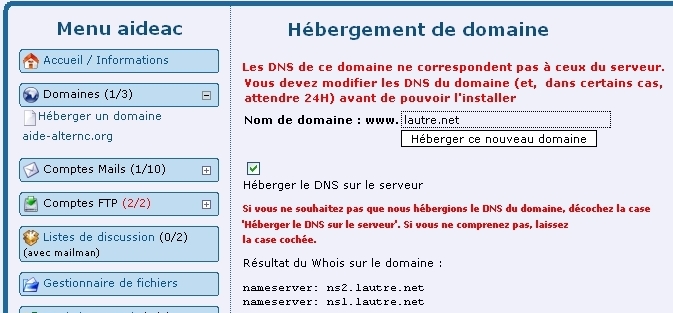 Menu aideac
Accueil / Informations
Domaines (1/3)
Héberger un domaine
aide-alternc.org
Comptes Mails (1/10)
Comptes FTP (2/2)
Listes de discussion (0/2)
(avec mailman)
Gestionnaire de fichiers
Hébergement de domaine
Les DNS de ce domaine ne correspondent pas à ceux du serveur.
Vous devez modifier les DNS du domaine (et, dans certains cas,
attendre 24H) avant de pouvoir l'installer
Nom de domaine : www. lautre.net
Héberger ce nouveau domaine
Héberger le DNS sur le serveur
Si vous ne souhaitez pas que nous hébergions le DNS du domaine, décochez la case
'Héberger le DNS sur le serveur'. Si vous ne comprenez pas, laissez
la case cochée.
Résultat du Whois sur le domaine :
nameserver: ns2.lautre.net
nameserver: ns1.lautre.net